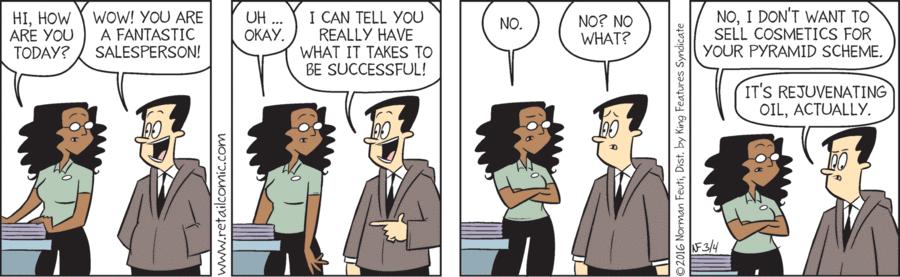 HI, HOW
ARE YOU
TODAY?
WOW! YOU ARE
A FANTASTIC
SALESPERSON!
UH ...
OKAY.
I CAN TELL YOU
REALLY HAVE
WHAT IT TAKES TO
BE SUCCESSFUL!
www.retailcomic.com
NO.
NO? NO
WHAT?
©2016 Norman Feuti, Dist. by King Features Syndicate
NO, I DON'T WANT TO
SELL COSMETICS FOR
YOUR PYRAMID SCHEME.
IT'S REJUVENATING
OIL, ACTUALLY.
NF 3/4